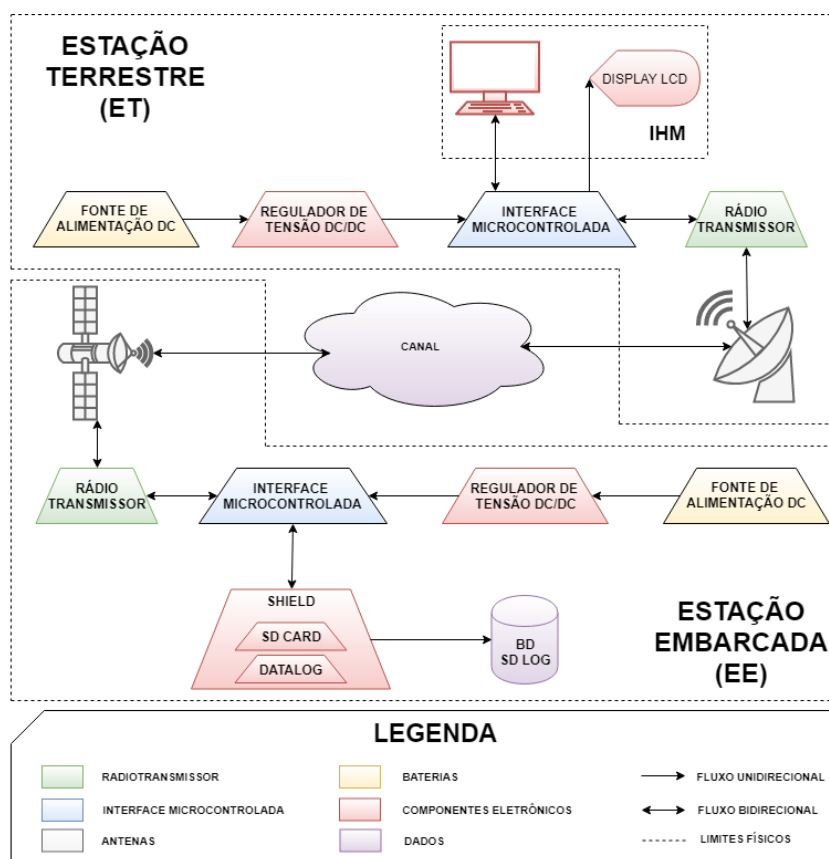 ESTAÇÃO
TERRESTRE
(ET)
DISPLAY LCD
IHM
FONTE DE
ALIMENTAÇÃO DC
REGULADOR DE
TENSÃO DC/DC
INTERFACE
MICROCONTROLADA
RÁDIO
TRANSMISSOR
CANAL
RÁDIO
TRANSMISSOR
INTERFACE
MICROCONTROLADA
REGULADOR DE
TENSÃO DC/DC
FONTE DE
ALIMENTAÇÃO DC
SHIELD
SD CARD
DATALOG
BD
SD LOG
ESTAÇÃO
EMBARCADA
(EE)
LEGENDA
RADIOTRANSMISSOR
BATERIAS
FLUXO UNIDIRECIONAL
INTERFACE MICROCONTROLADA
COMPONENTES ELETRÔNICOS
FLUXO BIDIRECIONAL
ANTENAS
DADOS
LIMITES FÍSICOS